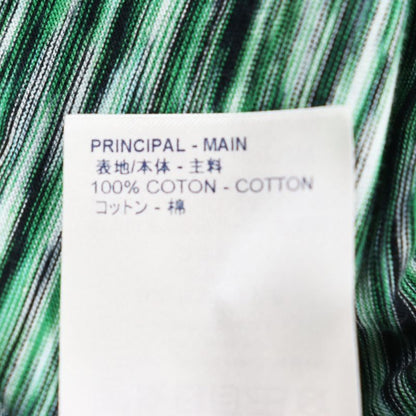 PRINCIPAL - MAIN
表地/本体 - 主料
100% COTON - COTTON
コットン - 棉